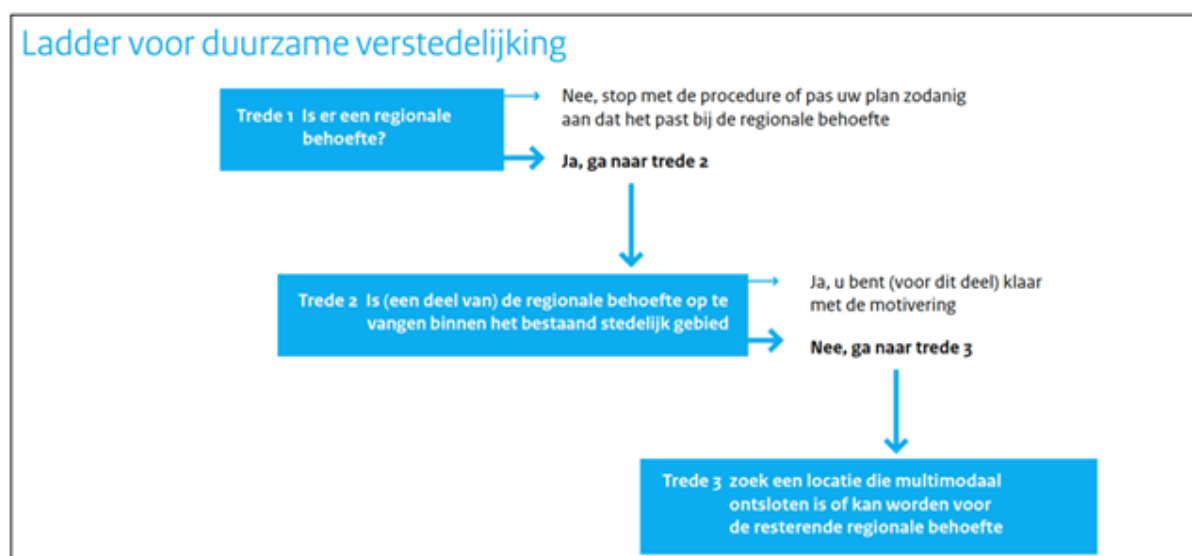 Ladder voor duurzame verstedelijking
Trede 1 Is er een regionale
behoefte?
Nee, stop met de procedure of pas uw plan zodanig
aan dat het past bij de regionale behoefte
Ja, ga naar trede 2
Trede 2 Is (een deel van) de regionale behoefte op te
vangen binnen het bestaand stedelijk gebied
Ja, u bent (voor dit deel) klaar
met de motivering
Nee, ga naar trede 3
Trede 3 zoek een locatie die multimodaal
ontsloten is of kan worden voor
de resterende regionale behoefte